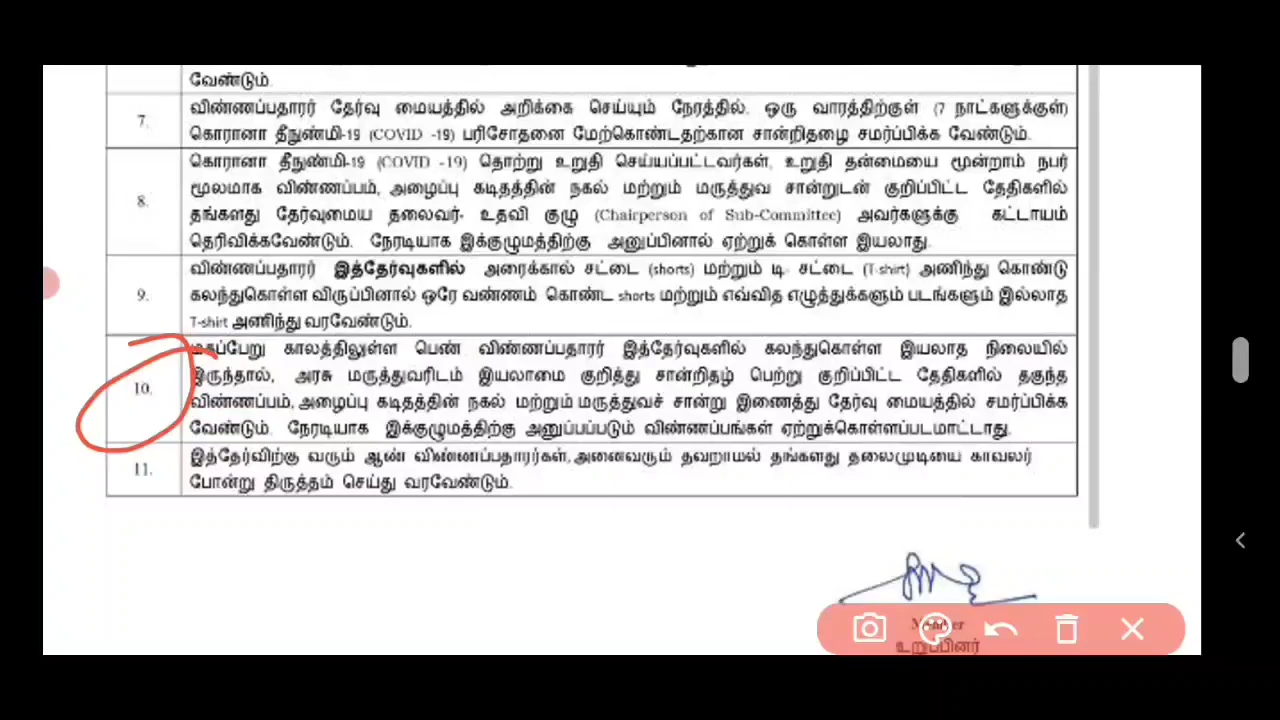 வேண்டும்.
7. விண்ணப்பதாரர் தேர்வு மையத்தில் அறிக்கை செய்யும் நேரத்தில், ஒரு வாரத்திற்குள் (7 நாட்களுக்குள்)
கொரானா தீநுண்மி-19 (COVID -19) பரிசோதனை மேற்கொண்டதற்கான சான்றிதழை சமர்ப்பிக்க வேண்டும்.
8. கொரானா தீநுண்மி-19 (COVID -19) தொற்று உறுதி செய்யப்பட்டவர்கள், உறுதி தன்மையை மூன்றாம் நபர்
மூலமாக விண்ணப்பம், அழைப்பு கடிதத்தின் நகல் மற்றும் மருத்துவ சான்றுடன் குறிப்பிட்ட தேதிகளில்
தங்களது தேர்வுமைய தலைவர்- உதவி குழு (Chairperson of Sub-Committee) அவர்களுக்கு கட்டாயம்
தெரிவிக்கவேண்டும். நேரடியாக இக்குழுமத்திற்கு அனுப்பினால் ஏற்றுக் கொள்ள இயலாது.
9. விண்ணப்பதாரர் இத்தேர்வுகளில் அரைக்கால் சட்டை (shorts) மற்றும் டி- சட்டை (T-shirt) அணிந்து கொண்டு
கலந்துகொள்ள விருப்பினால் ஒரே வண்ணம் கொண்ட shorts மற்றும் எவ்வித எழுத்துக்களும் படங்களும் இல்லாத
T-shirt அணிந்து வரவேண்டும்.
10. மகப்பேறு காலத்திலுள்ள பெண் விண்ணப்பதாரர் இத்தேர்வுகளில் கலந்துகொள்ள இயலாத நிலையில்
இருந்தால், அரசு மருத்துவரிடம் இயலாமை குறித்து சான்றிதழ் பெற்று குறிப்பிட்ட தேதிகளில் தகுந்த
விண்ணப்பம், அழைப்பு கடிதத்தின் நகல் மற்றும் மருத்துவச் சான்று இணைத்து தேர்வு மையத்தில் சமர்ப்பிக்க
வேண்டும். நேரடியாக இக்குழுமத்திற்கு அனுப்பப்படும் விண்ணப்பங்கள் ஏற்றுக்கொள்ளப்படமாட்டாது.
11. இத்தேர்விற்கு வரும் ஆண் விண்ணப்பதாரர்கள், அனைவரும் தவறாமல் தங்களது தலைமுடியை காவலர்
போன்று திருத்தம் செய்து வரவேண்டும்.
Member
உறுப்பினர்